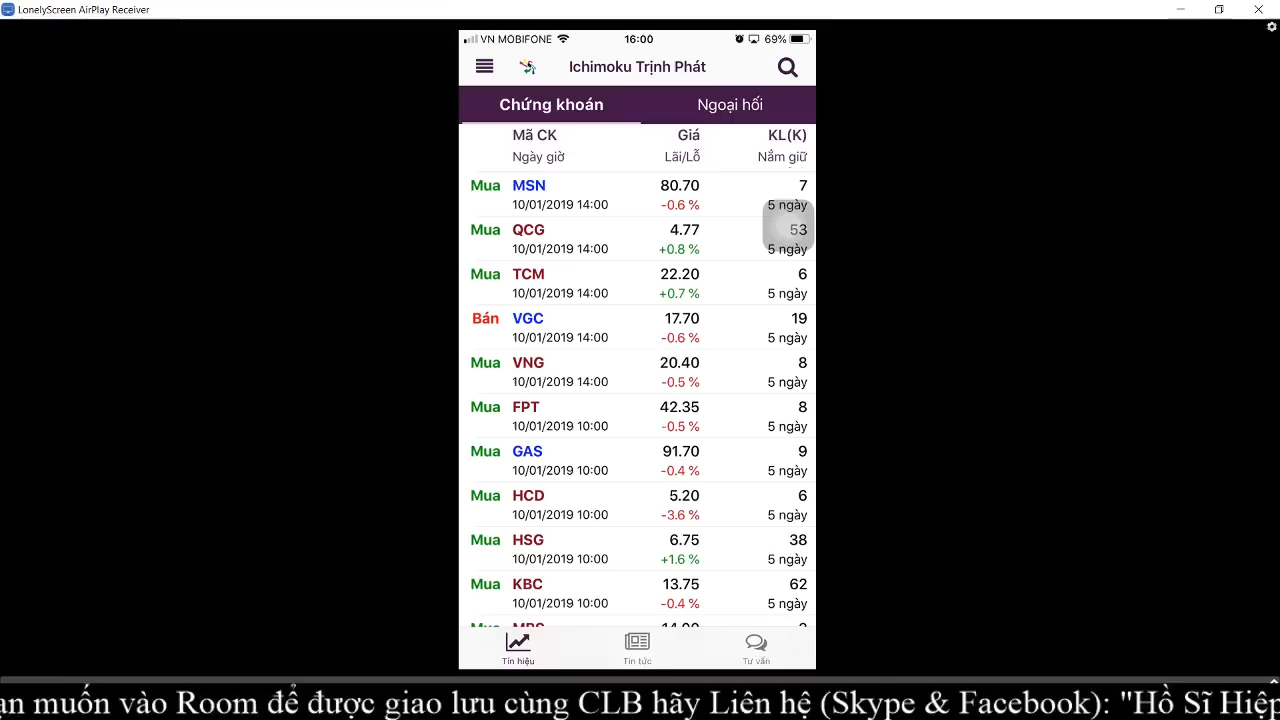 LonelyScreen AirPlay Receiver
VN MOBIFONE 16:00 69%
Ichimoku Trịnh Phát
Chứng khoán Ngoại hối
Mã CK Giá KL(K)
Ngày giờ Lãi/Lỗ Nắm giữ
Mua MSN 80.70 7
10/01/2019 14:00 -0.6 % 5 ngày
Mua QCG 4.77 53
10/01/2019 14:00 +0.8 % 5 ngày
Mua TCM 22.20 6
10/01/2019 14:00 +0.7 % 5 ngày
Bán VGC 17.70 19
10/01/2019 14:00 -0.6 % 5 ngày
Mua VNG 20.40 8
10/01/2019 14:00 -0.5 % 5 ngày
Mua FPT 42.35 8
10/01/2019 10:00 -0.5 % 5 ngày
Mua GAS 91.70 9
10/01/2019 10:00 -0.4 % 5 ngày
Mua HCD 5.20 6
10/01/2019 10:00 -3.6 % 5 ngày
Mua HSG 6.75 38
10/01/2019 10:00 +1.6 % 5 ngày
Mua KBC 13.75 62
10/01/2019 10:00 -0.4 % 5 ngày
Tín hiệu Tin tức Tư vấn
muốn vào Room để được giao lưu cùng CLB hãy Liên hệ (Skype & Facebook): "Hồ Sĩ Hiệp